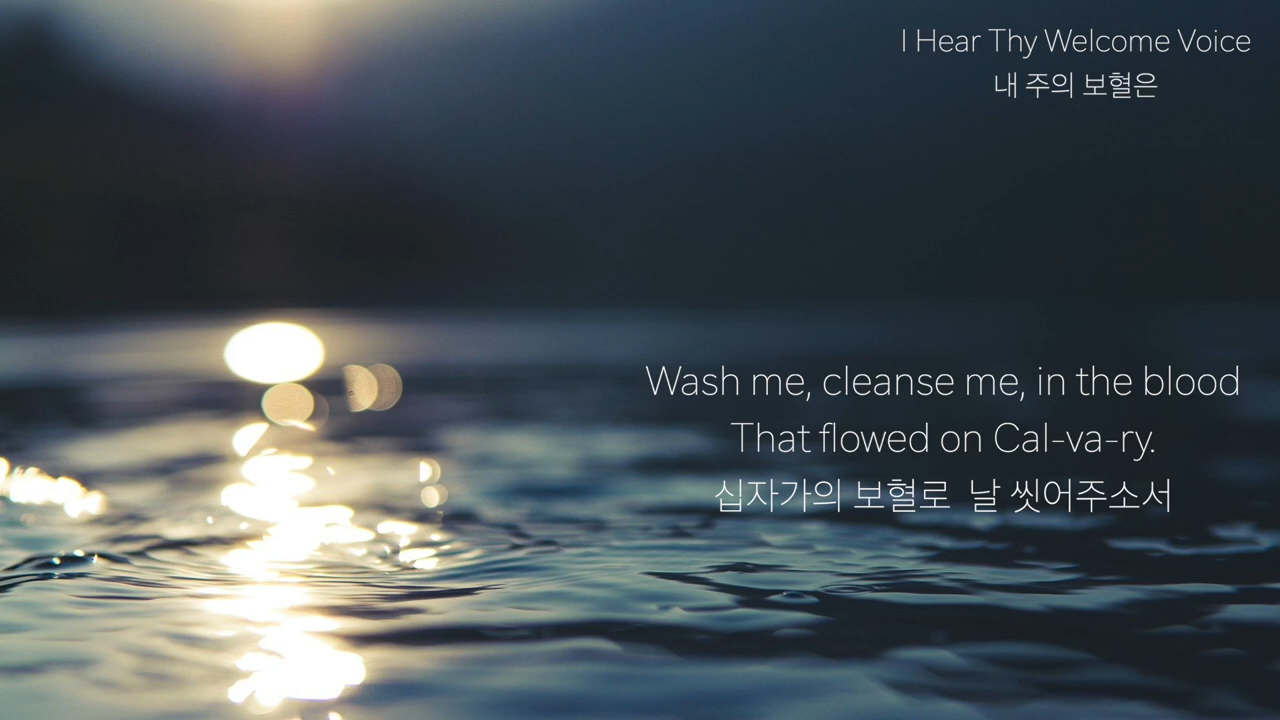 I Hear Thy Welcome Voice
내 주의 보혈은
Wash me, cleanse me, in the blood
That flowed on Cal-va-ry.
십자가의 보혈로 날 씻어주소서